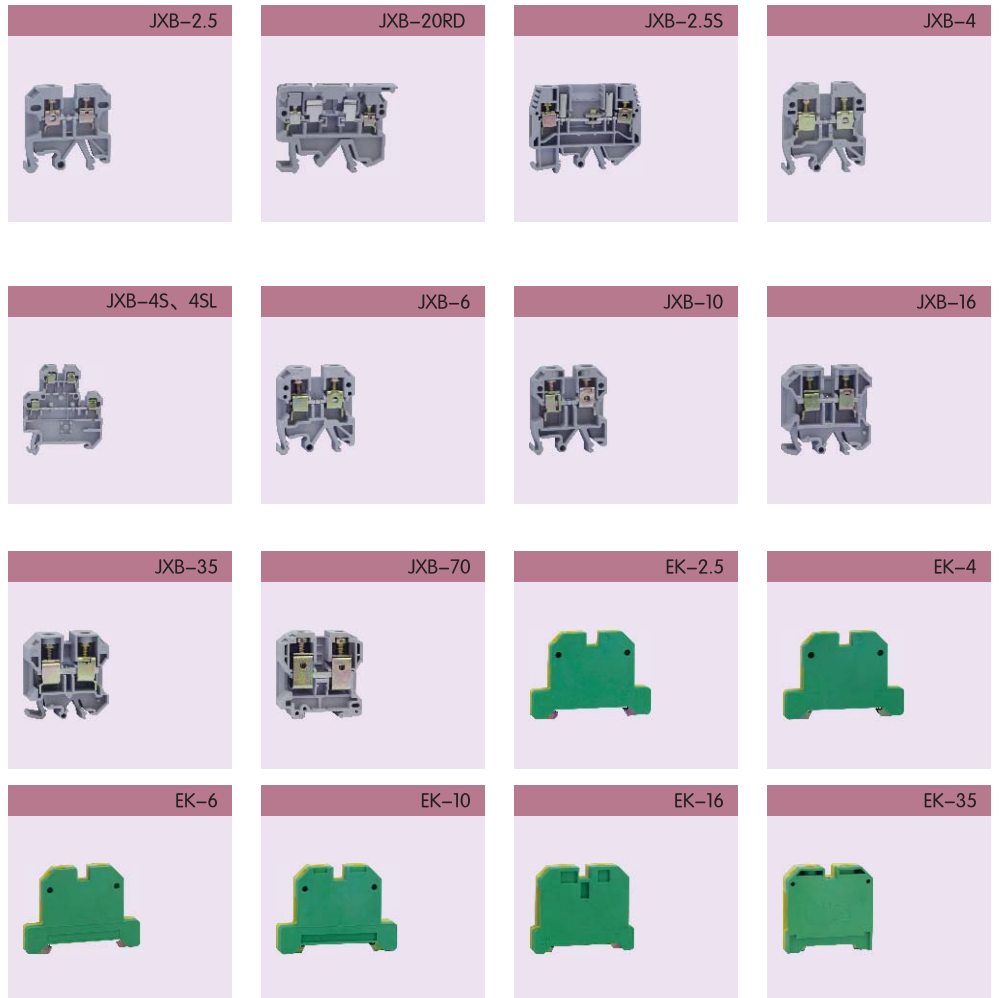 JXB–2.5
JXB–20RD
JXB–2.5S
JXB–4
JXB–4S、4SL
JXB–6
JXB–10
JXB–16
JXB–35
JXB–70
EK–2.5
EK–4
EK–6
EK–10
EK–16
EK–35